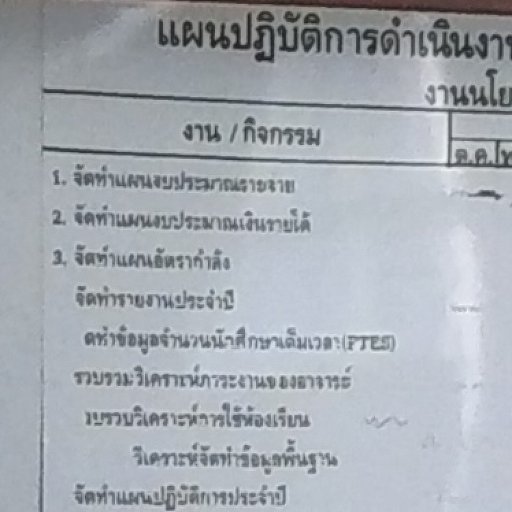 แผนปฏิบัติการดำเนินงา
งานนโย
งาน / กิจกรรม
ต.ค.
1. จัดทำแผนงบประมาณรายจ่าย
2. จัดทำแผนงบประมาณเงินรายได้
3. จัดทำแผนอัตรากำลัง
จัดทำรายงานประจำปี
ดทำข้อมูลจำนวนนักศึกษาเต็มเวลา(FTES)
รวบรวมวิเคราะห์ภาระงานของอาจารย์
วบรวบวิเคราะห์การใช้ห้องเรียน
วิเคราะห์จัดทำข้อมูลพื้นฐาน
จัดทำแผนปฏิบัติการประจำปี